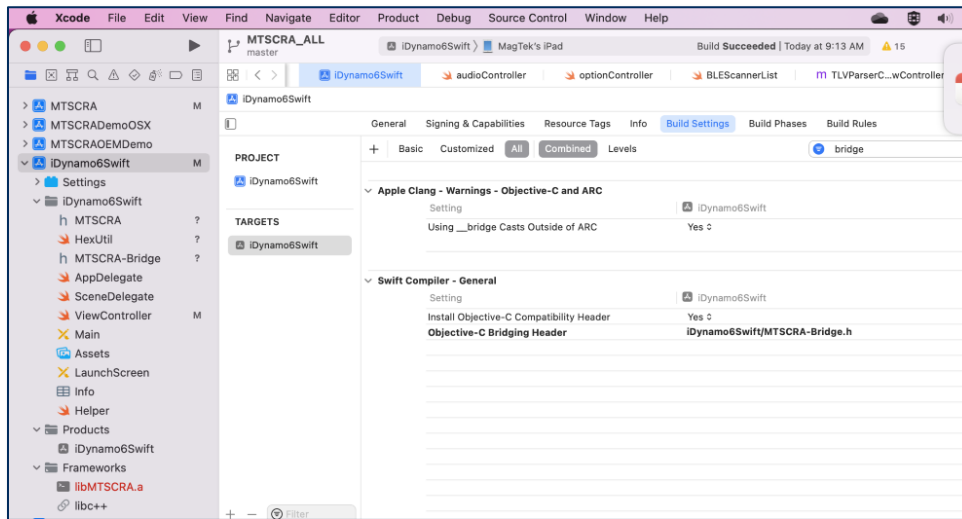 Xcode File Edit View Find Navigate Editor Product Debug Source Control Window Help
MTSCRA_ALL
master
iDynamo6Swift 〉 MagTek's iPad
Build Succeeded | Today at 9:13 AM 15
iDynamo6Swift audioController optionController BLEScannerList TLVParserC...wController
iDynamo6Swift
General Signing & Capabilities Resource Tags Info Build Settings Build Phases Build Rules
+ Basic Customized All Combined Levels bridge
MTSCRA M
MTSCRADemoOSX
MTSCRAOEMDemo
iDynamo6Swift M
Settings
iDynamo6Swift
h MTSCRA ?
HexUtil ?
h MTSCRA-Bridge ?
AppDelegate
SceneDelegate
ViewController M
Main
Assets
LaunchScreen
Info
Helper
Products
iDynamo6Swift
Frameworks
libMTSCRA.a
libc++
PROJECT
iDynamo6Swift
TARGETS
iDynamo6Swift
+ − Filter
Apple Clang - Warnings - Objective-C and ARC
Setting iDynamo6Swift
Using __bridge Casts Outside of ARC Yes
Swift Compiler - General
Setting iDynamo6Swift
Install Objective-C Compatibility Header Yes
Objective-C Bridging Header iDynamo6Swift/MTSCRA-Bridge.h